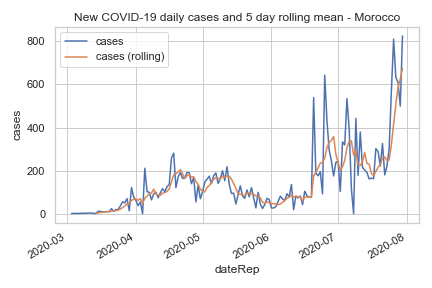 New COVID-19 daily cases and 5 day rolling mean - Morocco
cases
cases (rolling)
cases
800
600
400
200
0
2020-03
2020-04
2020-05
2020-06
2020-07
2020-08
dateRep